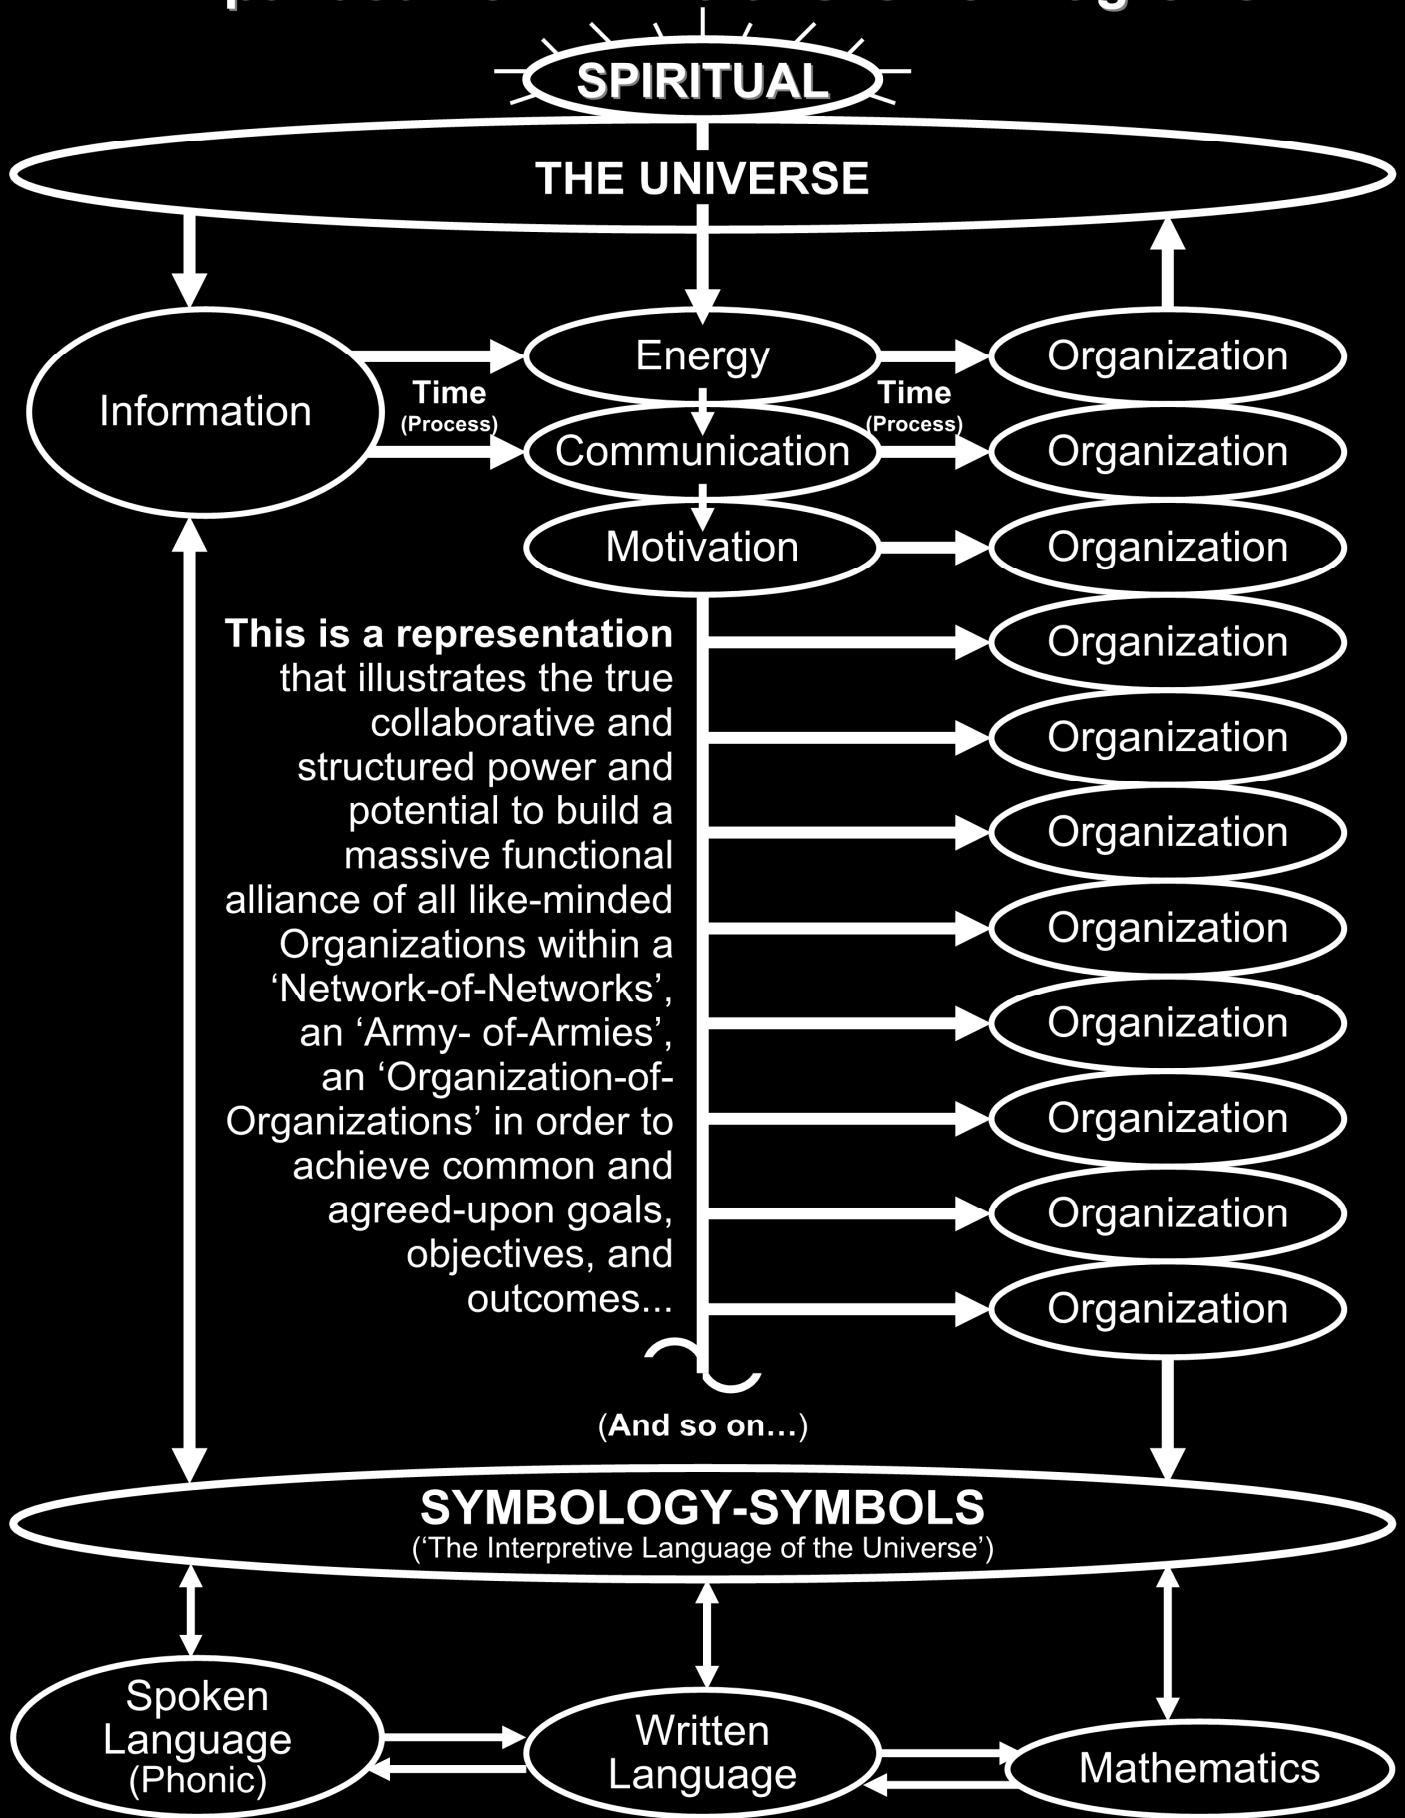 SPIRITUAL
THE UNIVERSE
Information
Time
(Process)
Energy
Communication
Motivation
Time
(Process)
Organization
Organization
Organization
Organization
Organization
Organization
Organization
Organization
Organization
Organization
Organization
This is a representation
that illustrates the true
collaborative and
structured power and
potential to build a
massive functional
alliance of all like-minded
Organizations within a
‘Network-of-Networks’,
an ‘Army- of-Armies’,
an ‘Organization-of-
Organizations’ in order to
achieve common and
agreed-upon goals,
objectives, and
outcomes...
(And so on...)
SYMBOLOGY-SYMBOLS
(‘The Interpretive Language of the Universe’)
Spoken
Language
(Phonic)
Written
Language
Mathematics